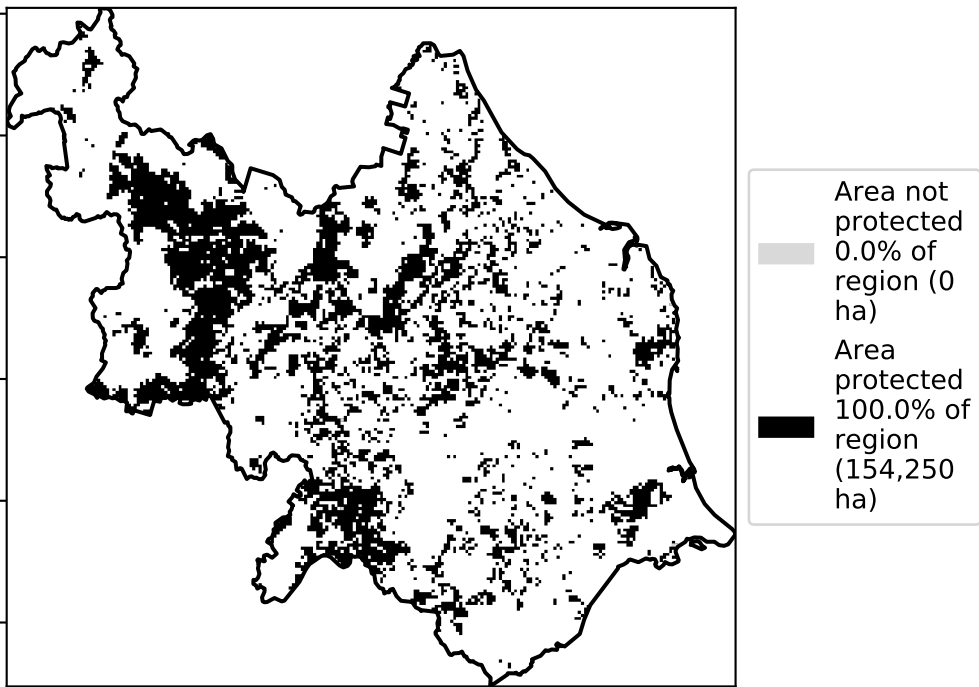 Area not
protected
0.0% of
region (0
ha)
Area
protected
100.0% of
region
(154,250
ha)